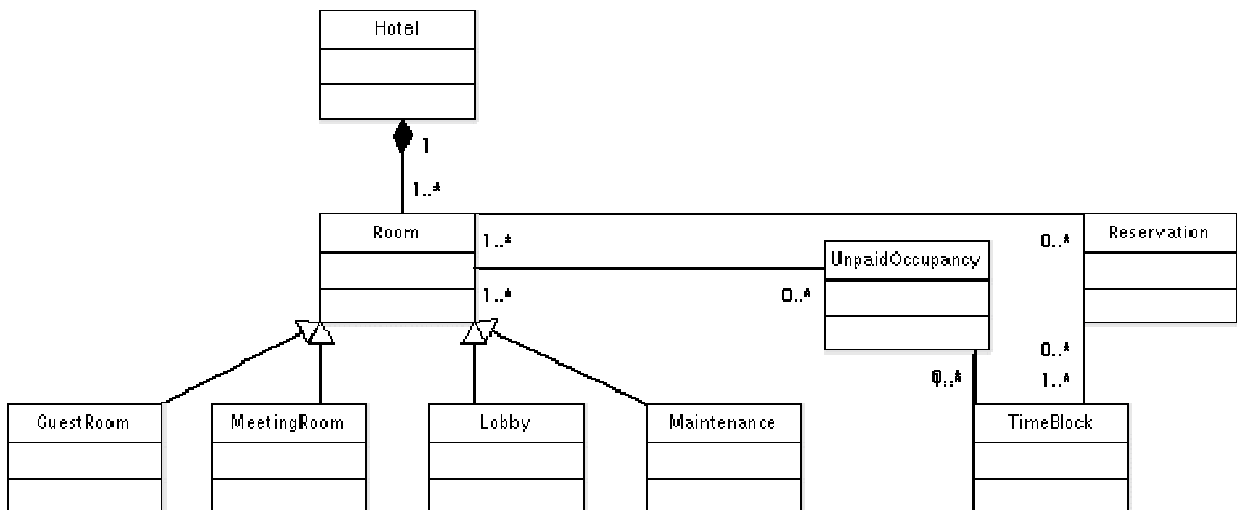 Hotel
1
1..*
Room
1..*
0..*
Reservation
UnpaidOccupancy
1..*
0..*
0..*
0..*
1..*
GuestRoom
MeetingRoom
Lobby
Maintenance
TimeBlock